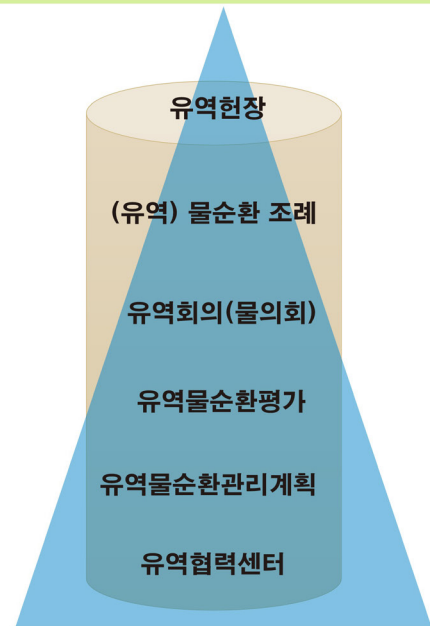 유역헌장
(유역) 물순환 조례
유역회의(물의회)
유역물순환평가
유역물순환관리계획
유역협력센터